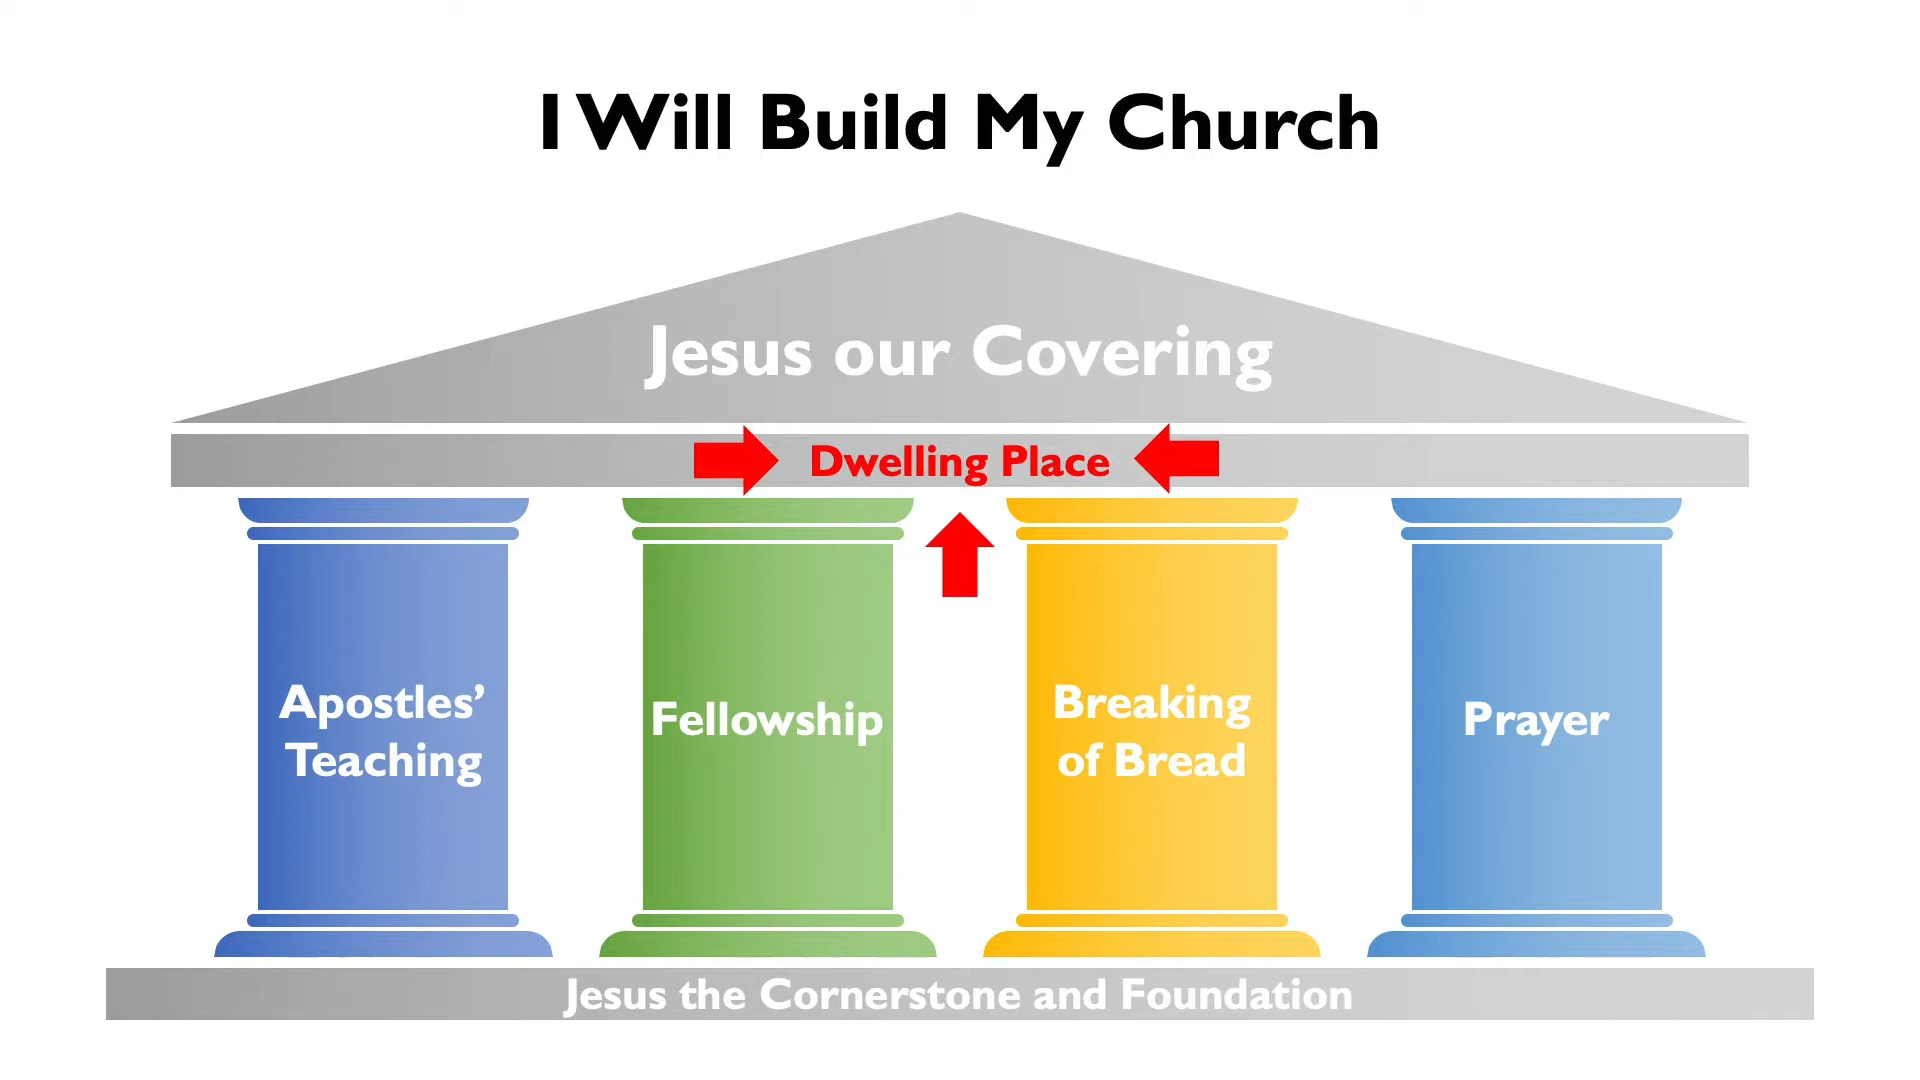 I Will Build My Church
Jesus our Covering
Dwelling Place
Apostles’
Teaching
Fellowship
Breaking
of Bread
Prayer
Jesus the Cornerstone and Foundation